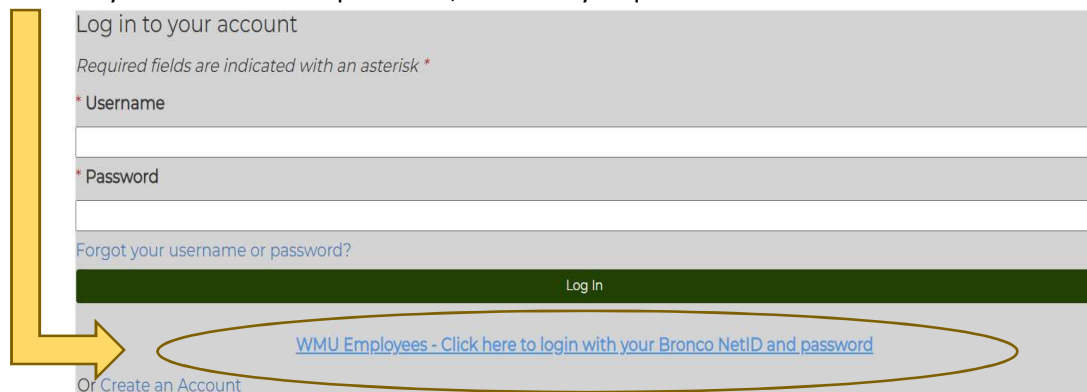 Log in to your account
Required fields are indicated with an asterisk *
* Username
* Password
Forgot your username or password?
Log In
WMU Employees - Click here to login with your Bronco NetID and password
Or Create an Account